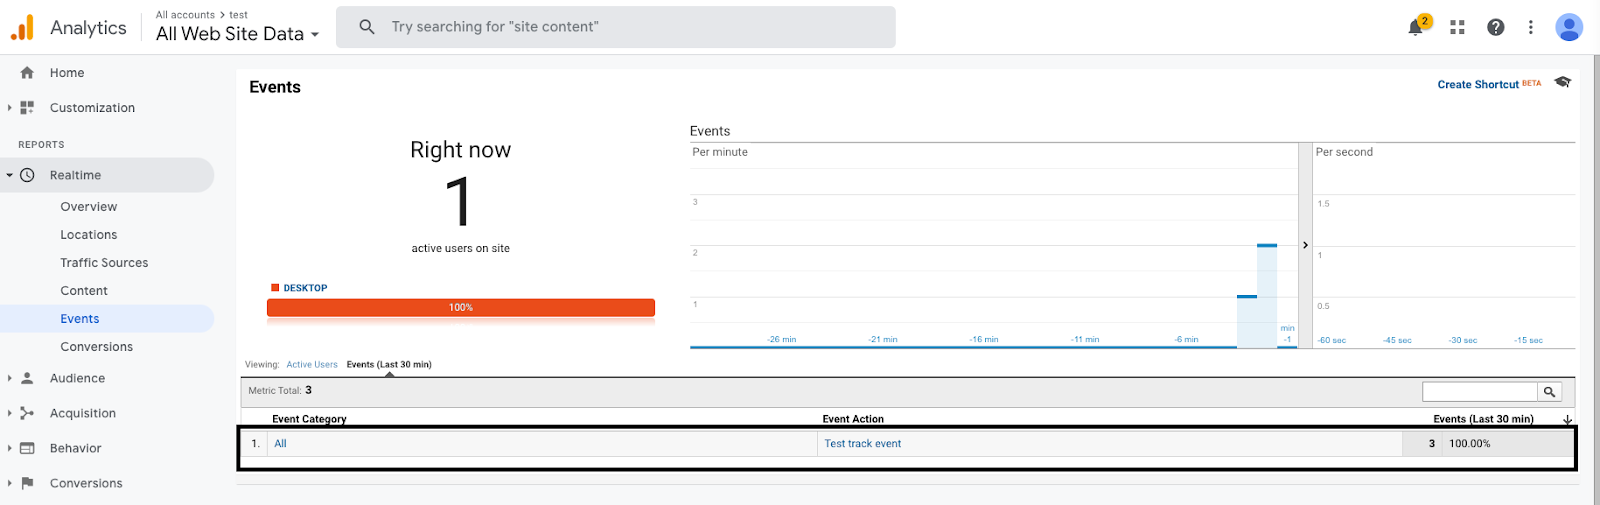 Analytics
All accounts > test
All Web Site Data
Try searching for "site content"
2
Home
Customization
REPORTS
Realtime
Overview
Locations
Traffic Sources
Content
Events
Conversions
Audience
Acquisition
Behavior
Conversions
Events
Create Shortcut BETA
Right now
1
active users on site
DESKTOP
100%
Events
Per minute
3
2
1
-26 min -21 min -16 min -11 min -6 min min -1
Per second
1.5
1
0.5
-60 sec -45 sec -30 sec -15 sec
Viewing: Active Users Events (Last 30 min)
Metric Total: 3
Event Category Event Action Events (Last 30 min)
1. All Test track event 3 100.00%